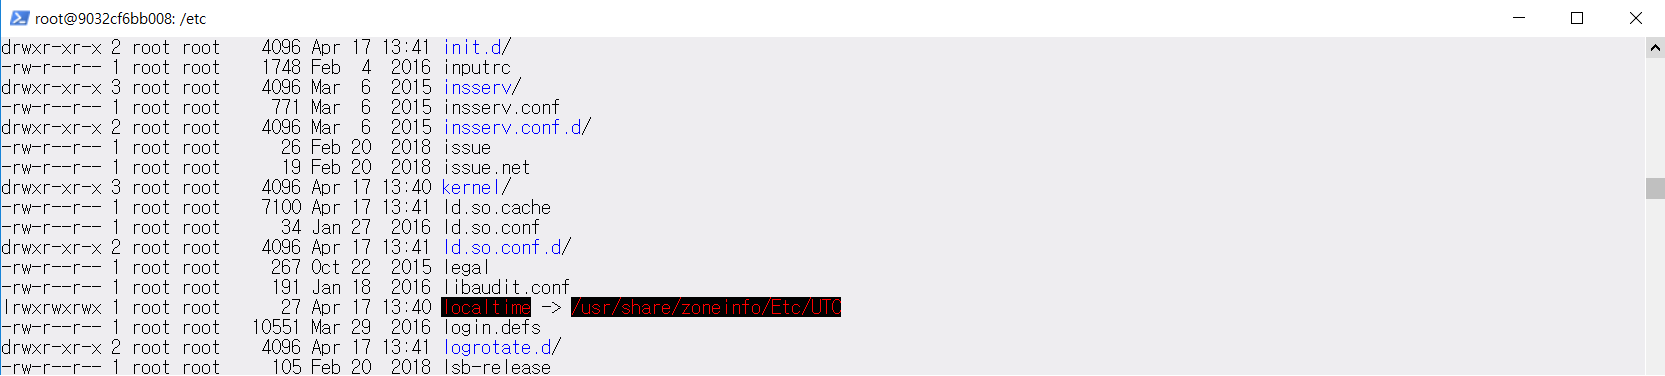 root@9032cf6bb008: /etc
drwxr-xr-x 2 root root    4096 Apr 17 13:41 init.d/
-rw-r--r-- 1 root root    1748 Feb  4  2016 inputrc
drwxr-xr-x 3 root root    4096 Mar  6  2015 insserv/
-rw-r--r-- 1 root root     771 Mar  6  2015 insserv.conf
drwxr-xr-x 2 root root    4096 Mar  6  2015 insserv.conf.d/
-rw-r--r-- 1 root root      26 Feb 20  2018 issue
-rw-r--r-- 1 root root      19 Feb 20  2018 issue.net
drwxr-xr-x 3 root root    4096 Apr 17 13:40 kernel/
-rw-r--r-- 1 root root    7100 Apr 17 13:41 ld.so.cache
-rw-r--r-- 1 root root      34 Jan 27  2016 ld.so.conf
drwxr-xr-x 2 root root    4096 Apr 17 13:41 ld.so.conf.d/
-rw-r--r-- 1 root root     267 Oct 22  2015 legal
-rw-r--r-- 1 root root     191 Jan 18  2016 libaudit.conf
lrwxrwxrwx 1 root root      27 Apr 17 13:40 localtime -> /usr/share/zoneinfo/Etc/UTC
-rw-r--r-- 1 root root   10551 Mar 29  2016 login.defs
drwxr-xr-x 2 root root    4096 Apr 17 13:41 logrotate.d/
-rw-r--r-- 1 root root     105 Feb 20  2018 lsb-release